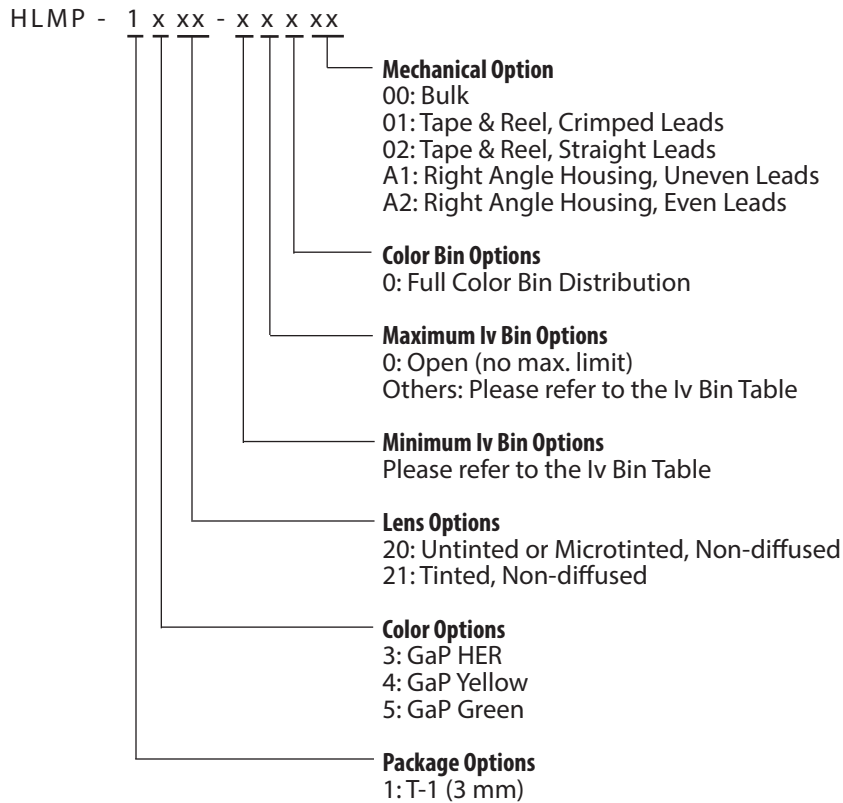 HLMP - 1 x xx - x x x xx
Mechanical Option
00: Bulk
01: Tape & Reel, Crimped Leads
02: Tape & Reel, Straight Leads
A1: Right Angle Housing, Uneven Leads
A2: Right Angle Housing, Even Leads
Color Bin Options
0: Full Color Bin Distribution
Maximum Iv Bin Options
0: Open (no max. limit)
Others: Please refer to the Iv Bin Table
Minimum Iv Bin Options
Please refer to the Iv Bin Table
Lens Options
20: Untinted or Microtinted, Non-diffused
21: Tinted, Non-diffused
Color Options
3: GaP HER
4: GaP Yellow
5: GaP Green
Package Options
1: T-1 (3 mm)